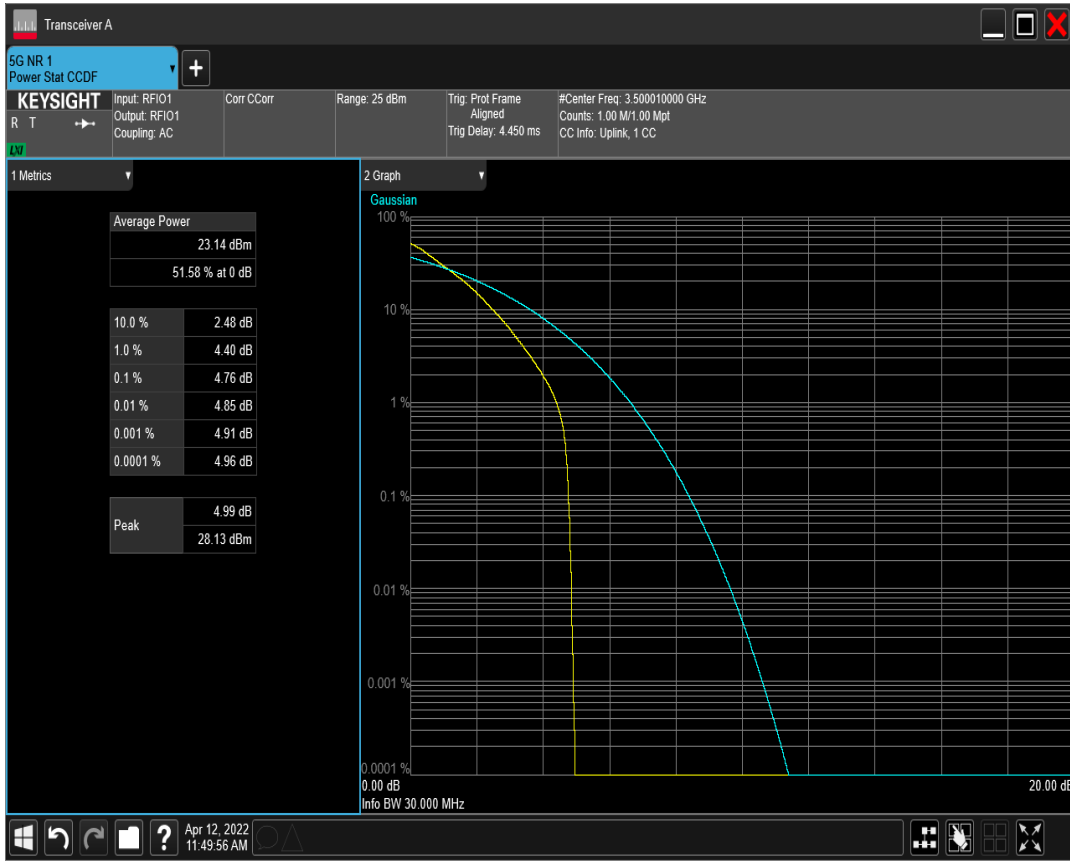 Transceiver A
5G NR 1
Power Stat CCDF
+
KEYSIGHT
R T
LXI
Input: RFIO1
Output: RFIO1
Coupling: AC
Corr CCorr
Range: 25 dBm
Trig: Prot Frame
Aligned
Trig Delay: 4.450 ms
#Center Freq: 3.500010000 GHz
Counts: 1.00 M/1.00 Mpt
CC Info: Uplink, 1 CC
1 Metrics
Average Power
23.14 dBm
51.58 % at 0 dB
10.0 % 2.48 dB
1.0 % 4.40 dB
0.1 % 4.76 dB
0.01 % 4.85 dB
0.001 % 4.91 dB
0.0001 % 4.96 dB
Peak
4.99 dB
28.13 dBm
2 Graph
Gaussian
100 %
10 %
1 %
0.1 %
0.01 %
0.001 %
0.0001 %
0.00 dB
20.00 dB
Info BW 30.000 MHz
?
Apr 12, 2022
11:49:56 AM